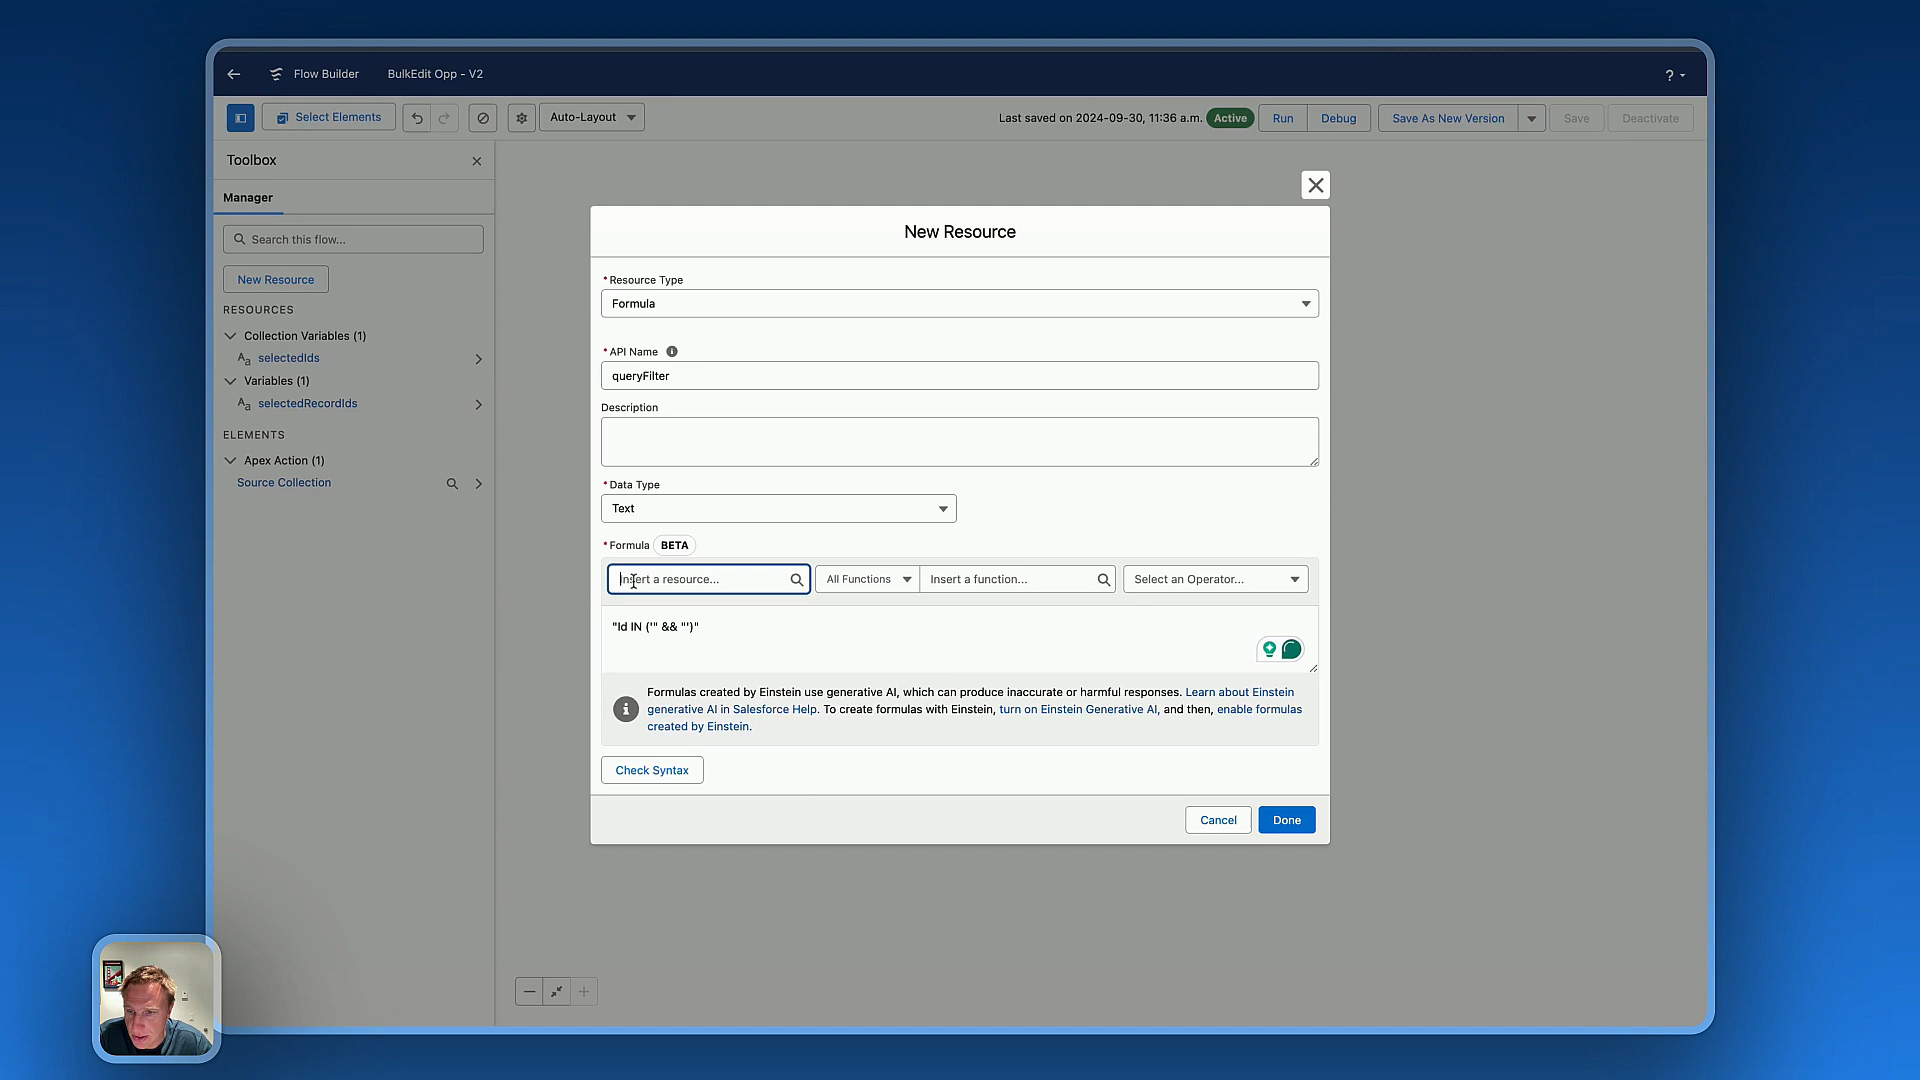 Flow Builder
BulkEdit Opp - V2
?
Select Elements
Auto-Layout
Last saved on 2024-09-30, 11:36 a.m.
Active
Run
Debug
Save As New Version
Save
Deactivate
Toolbox
Manager
Search this flow...
New Resource
RESOURCES
Collection Variables (1)
Aa selectedIds
Variables (1)
Aa selectedRecordIds
ELEMENTS
Apex Action (1)
Source Collection
New Resource
* Resource Type
Formula
* API Name
queryFilter
Description
* Data Type
Text
* Formula BETA
Insert a resource...
All Functions
Insert a function...
Select an Operator...
"Id IN ('" && "')"
Formulas created by Einstein use generative AI, which can produce inaccurate or harmful responses. Learn about Einstein
generative AI in Salesforce Help. To create formulas with Einstein, turn on Einstein Generative AI, and then, enable formulas
created by Einstein.
Check Syntax
Cancel
Done